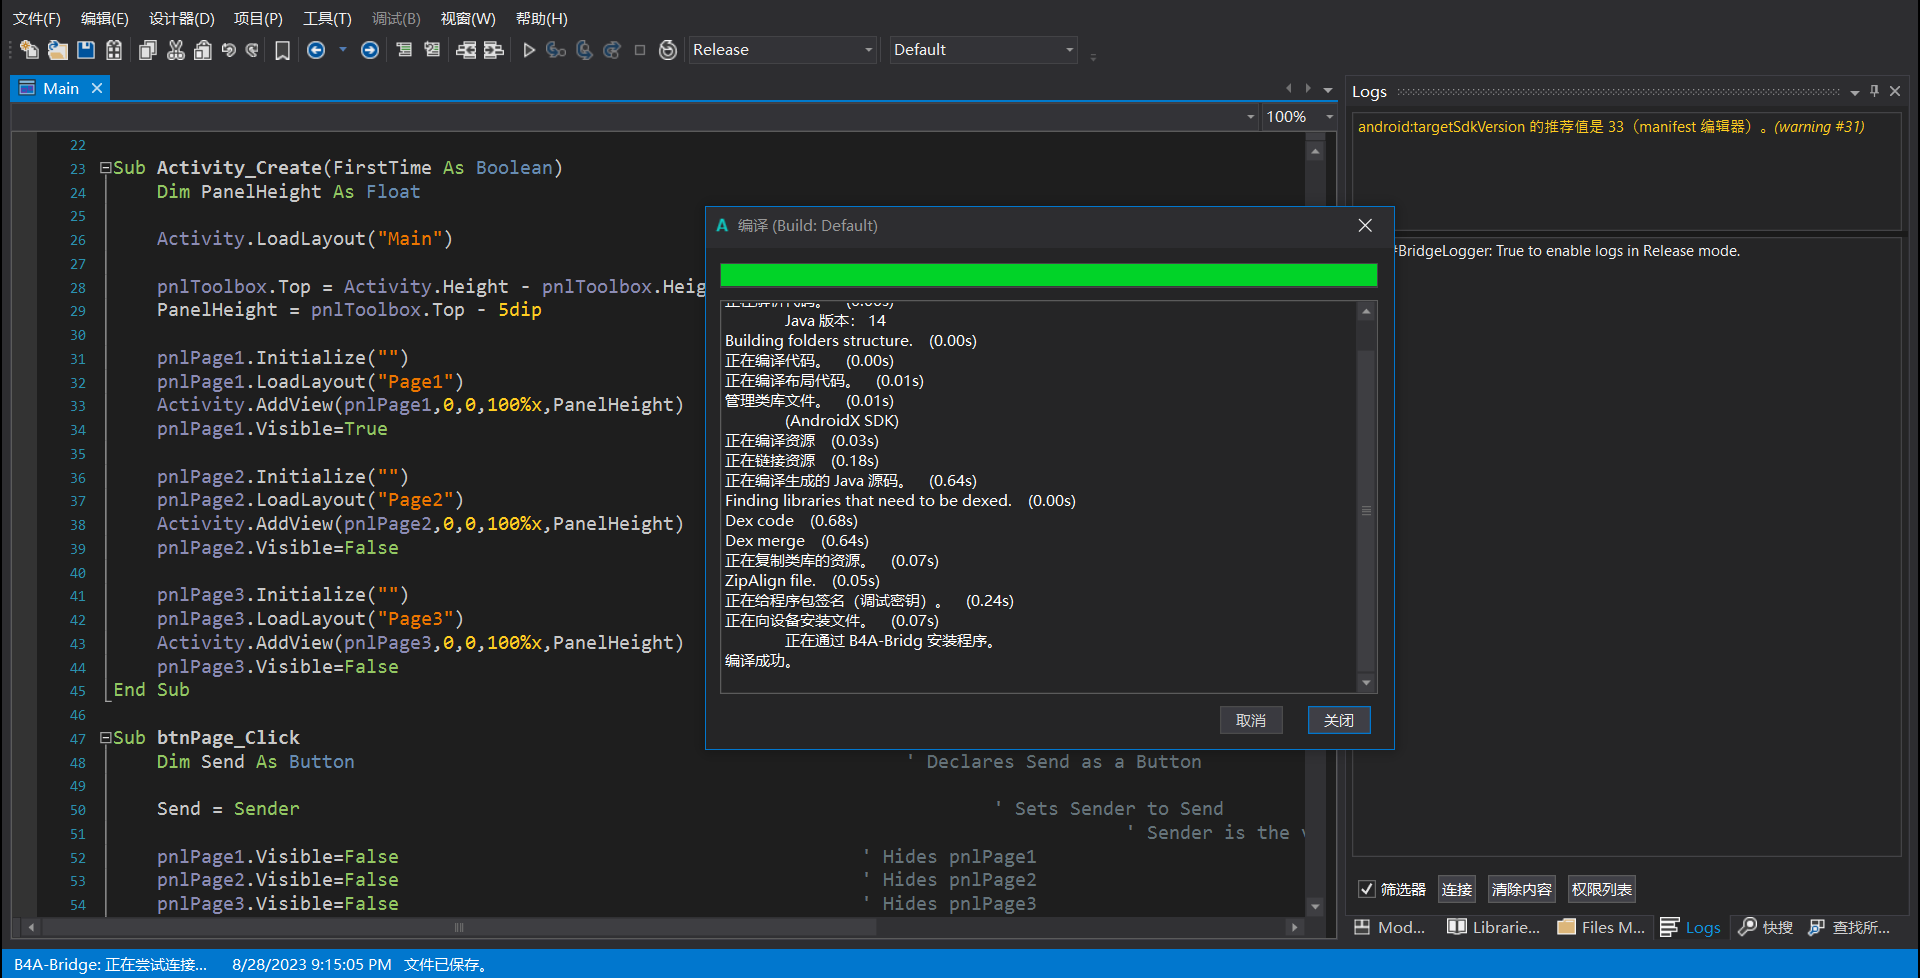 文件(F) 编辑(E) 设计器(D) 项目(P) 工具(T) 调试(B) 视窗(W) 帮助(H)
Release Default
Main
100%
22
23 Sub Activity_Create(FirstTime As Boolean)
24 Dim PanelHeight As Float
25
26 Activity.LoadLayout("Main")
27
28 pnlToolbox.Top = Activity.Height - pnlToolbox.Heig
29 PanelHeight = pnlToolbox.Top - 5dip
30
31 pnlPage1.Initialize("")
32 pnlPage1.LoadLayout("Page1")
33 Activity.AddView(pnlPage1,0,0,100%x,PanelHeight)
34 pnlPage1.Visible=True
35
36 pnlPage2.Initialize("")
37 pnlPage2.LoadLayout("Page2")
38 Activity.AddView(pnlPage2,0,0,100%x,PanelHeight)
39 pnlPage2.Visible=False
40
41 pnlPage3.Initialize("")
42 pnlPage3.LoadLayout("Page3")
43 Activity.AddView(pnlPage3,0,0,100%x,PanelHeight)
44 pnlPage3.Visible=False
45 End Sub
46
47 Sub btnPage_Click
48 Dim Send As Button ' Declares Send as a Button
49
50 Send = Sender ' Sets Sender to Send
51 ' Sender is the
52 pnlPage1.Visible=False ' Hides pnlPage1
53 pnlPage2.Visible=False ' Hides pnlPage2
54 pnlPage3.Visible=False ' Hides pnlPage3
A 编译 (Build: Default)
正在解析代码。 (0.00s)
Java 版本： 14
Building folders structure. (0.00s)
正在编译代码。 (0.00s)
正在编译布局代码。 (0.01s)
管理类库文件。 (0.01s)
(AndroidX SDK)
正在编译资源 (0.03s)
正在链接资源 (0.18s)
正在编译生成的 Java 源码。 (0.64s)
Finding libraries that need to be dexed. (0.00s)
Dex code (0.68s)
Dex merge (0.64s)
正在复制类库的资源。 (0.07s)
ZipAlign file. (0.05s)
正在给程序包签名（调试密钥）。 (0.24s)
正在向设备安装文件。 (0.07s)
正在通过 B4A-Bridg 安装程序。
编译成功。
取消 关闭
Logs
android:targetSdkVersion 的推荐值是 33（manifest 编辑器）。(warning #31)
#BridgeLogger: True to enable logs in Release mode.
筛选器 连接 清除内容 权限列表
Mod... Librarie... Files M... Logs 快搜 查找所...
B4A-Bridge: 正在尝试连接... 8/28/2023 9:15:05 PM 文件已保存。